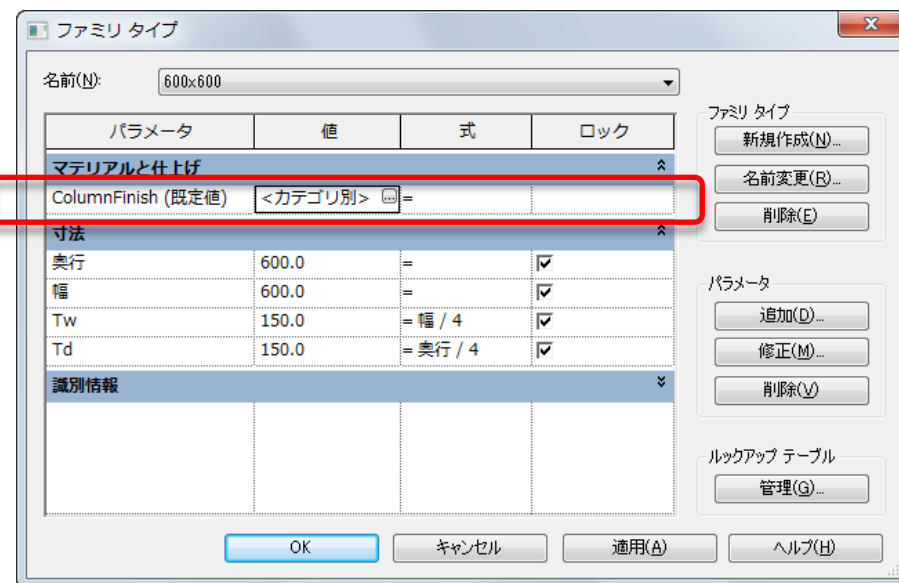 ファミリ タイプ
名前(N): 600x600
パラメータ 値 式 ロック
マテリアルと仕上げ
ColumnFinish (既定値) <カテゴリ別> ... =
寸法
奥行 600.0 =
幅 600.0 =
Tw 150.0 = 幅 / 4
Td 150.0 = 奥行 / 4
識別情報
ファミリ タイプ
新規作成(N)...
名前変更(R)...
削除(E)
パラメータ
追加(D)...
修正(M)...
削除(V)
ルックアップ テーブル
管理(G)...
OK キャンセル 適用(A) ヘルプ(H)